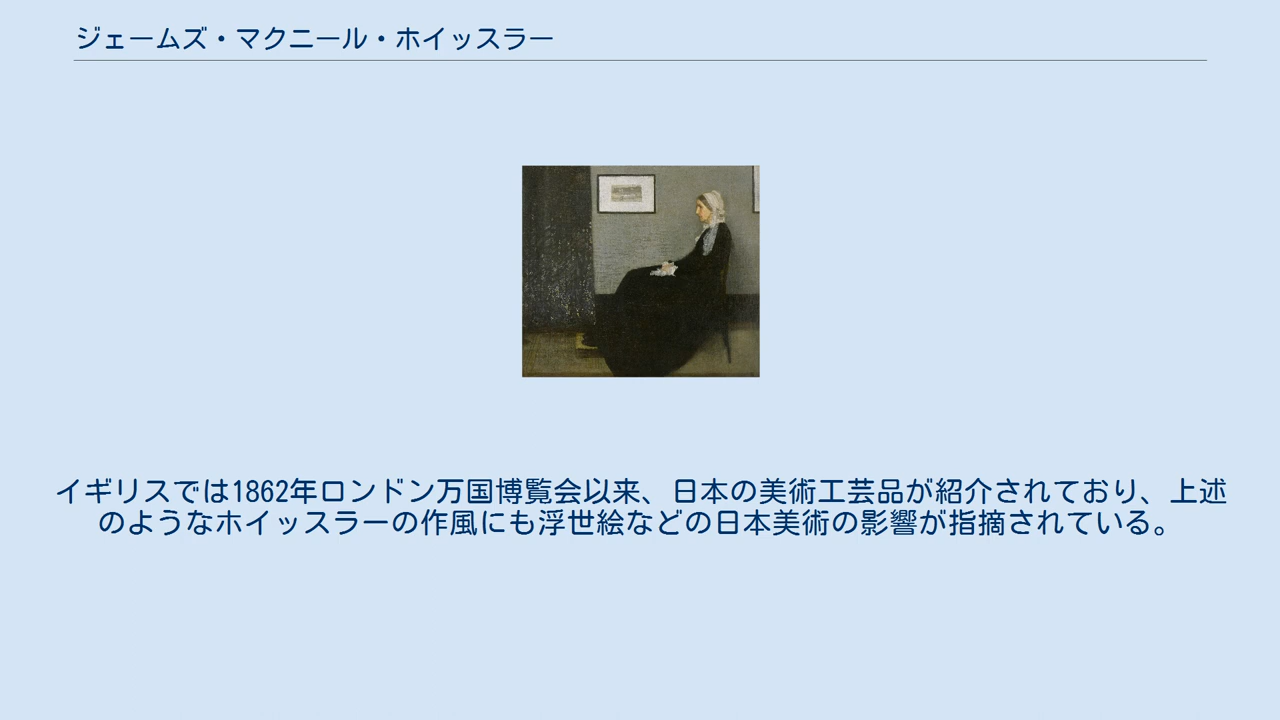 ジェームズ・マクニール・ホイッスラー
イギリスでは1862年ロンドン万国博覧会以来、日本の美術工芸品が紹介されており、上述
のようなホイッスラーの作風にも浮世絵などの日本美術の影響が指摘されている。